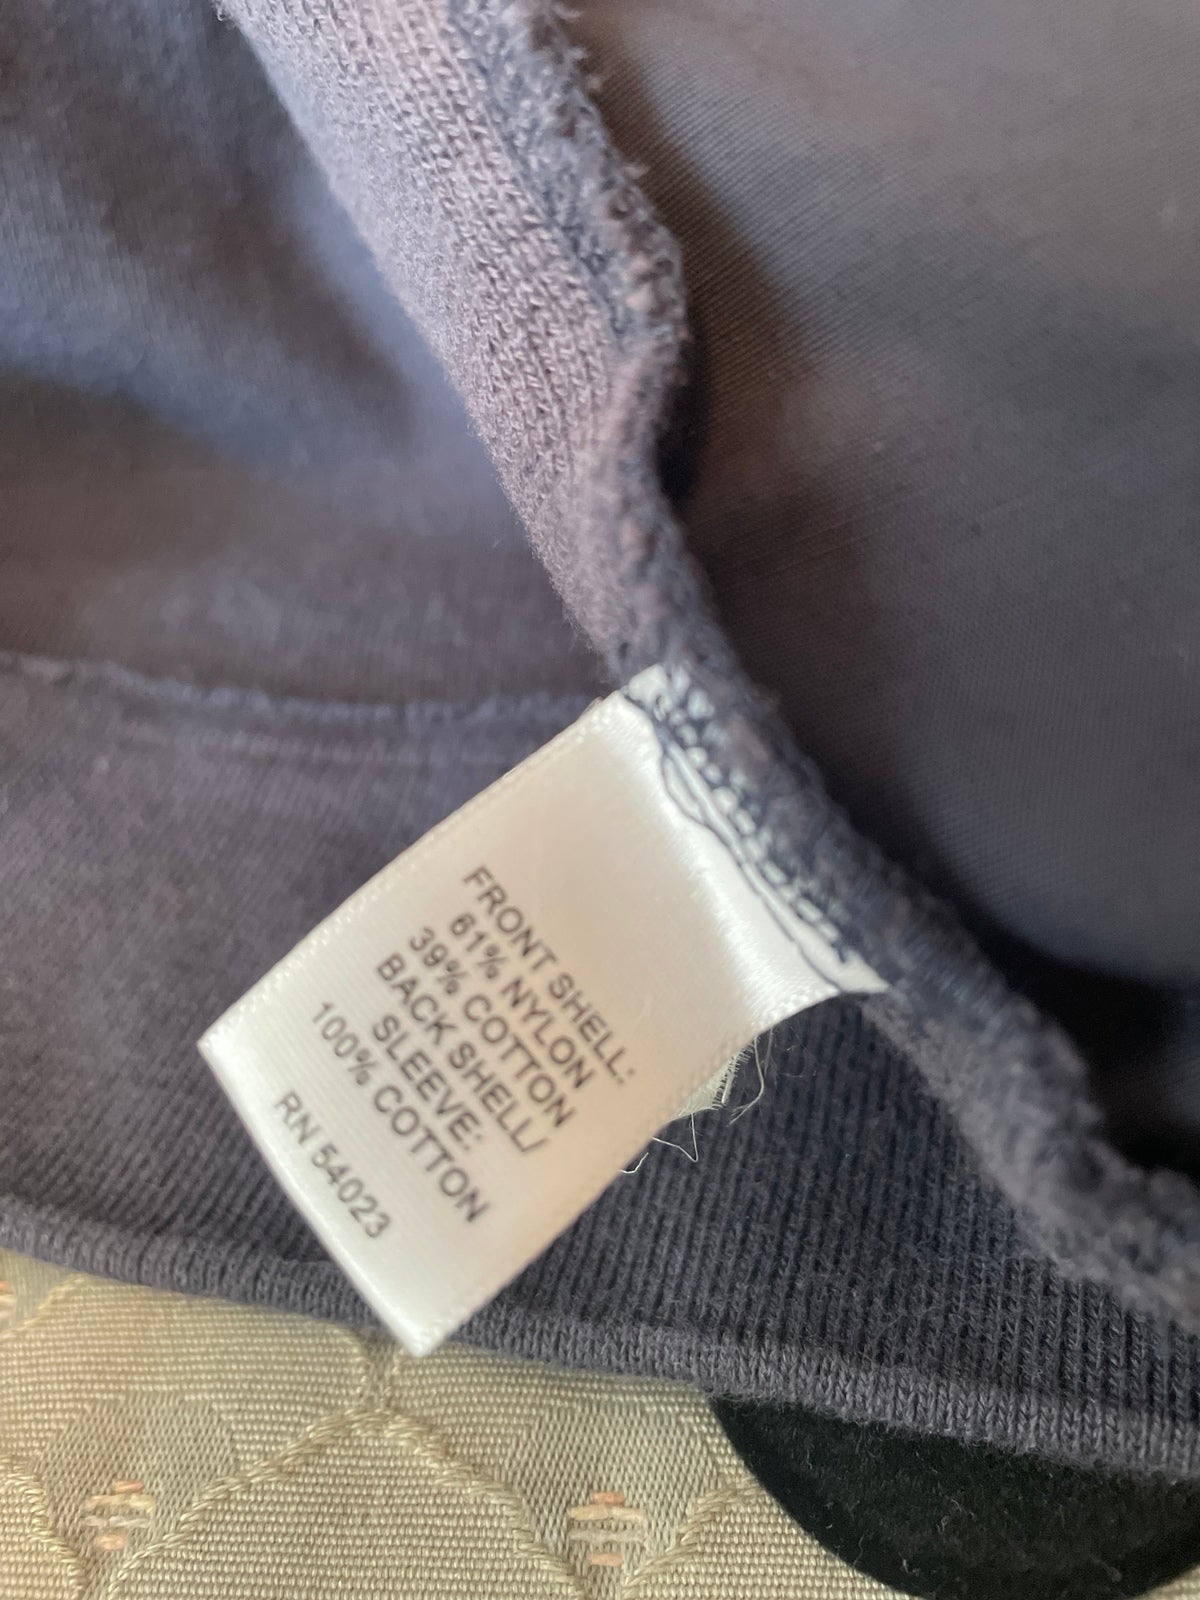 FRONT SHELL:
61% NYLON
39% COTTON
BACK SHELL/
SLEEVE:
100% COTTON
RN 54023